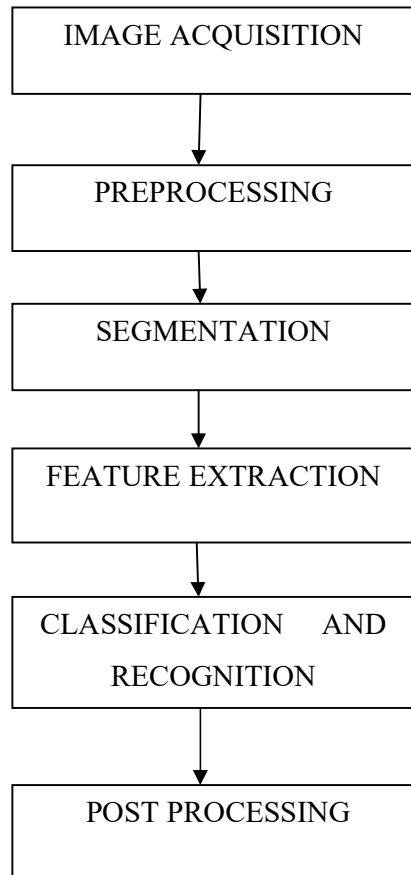 IMAGE ACQUISITION
PREPROCESSING
SEGMENTATION
FEATURE EXTRACTION
CLASSIFICATION AND
RECOGNITION
POST PROCESSING